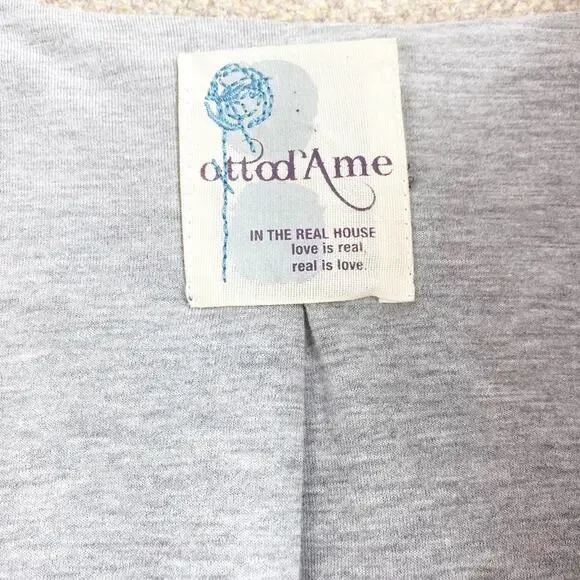 ottod'Ame
IN THE REAL HOUSE
love is real,
real is love.